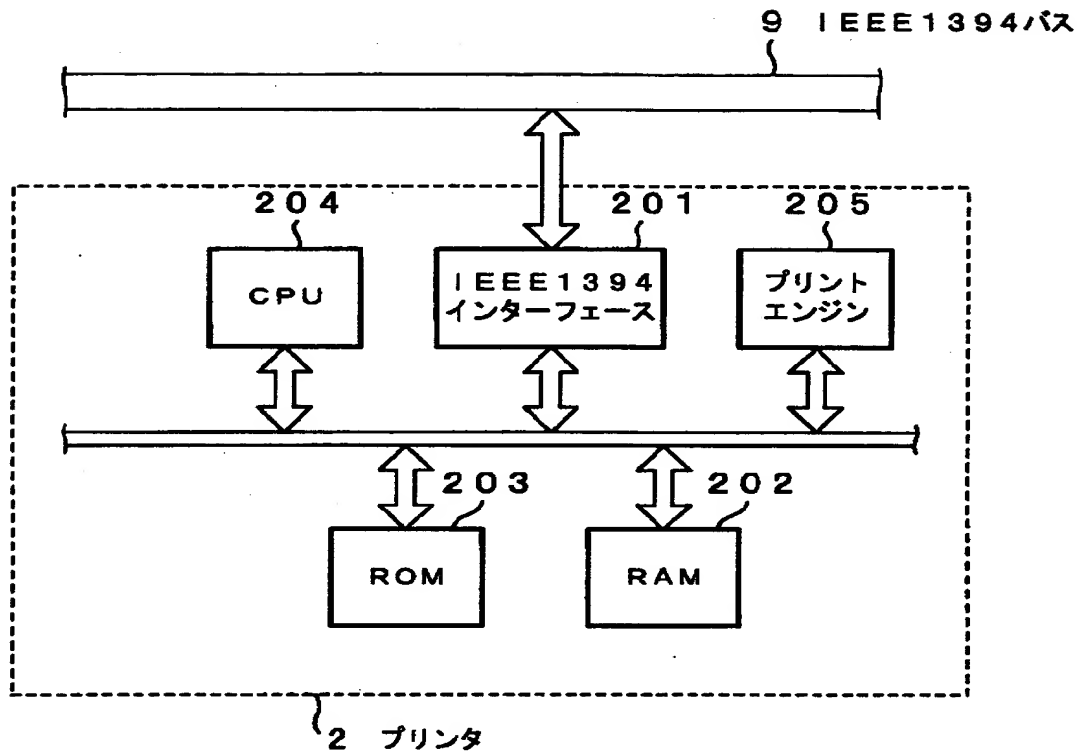 9 IEEE1394バス
204
201
205
CPU
IEEE1394
インターフェース
プリント
エンジン
203
202
ROM
RAM
2 プリンタ